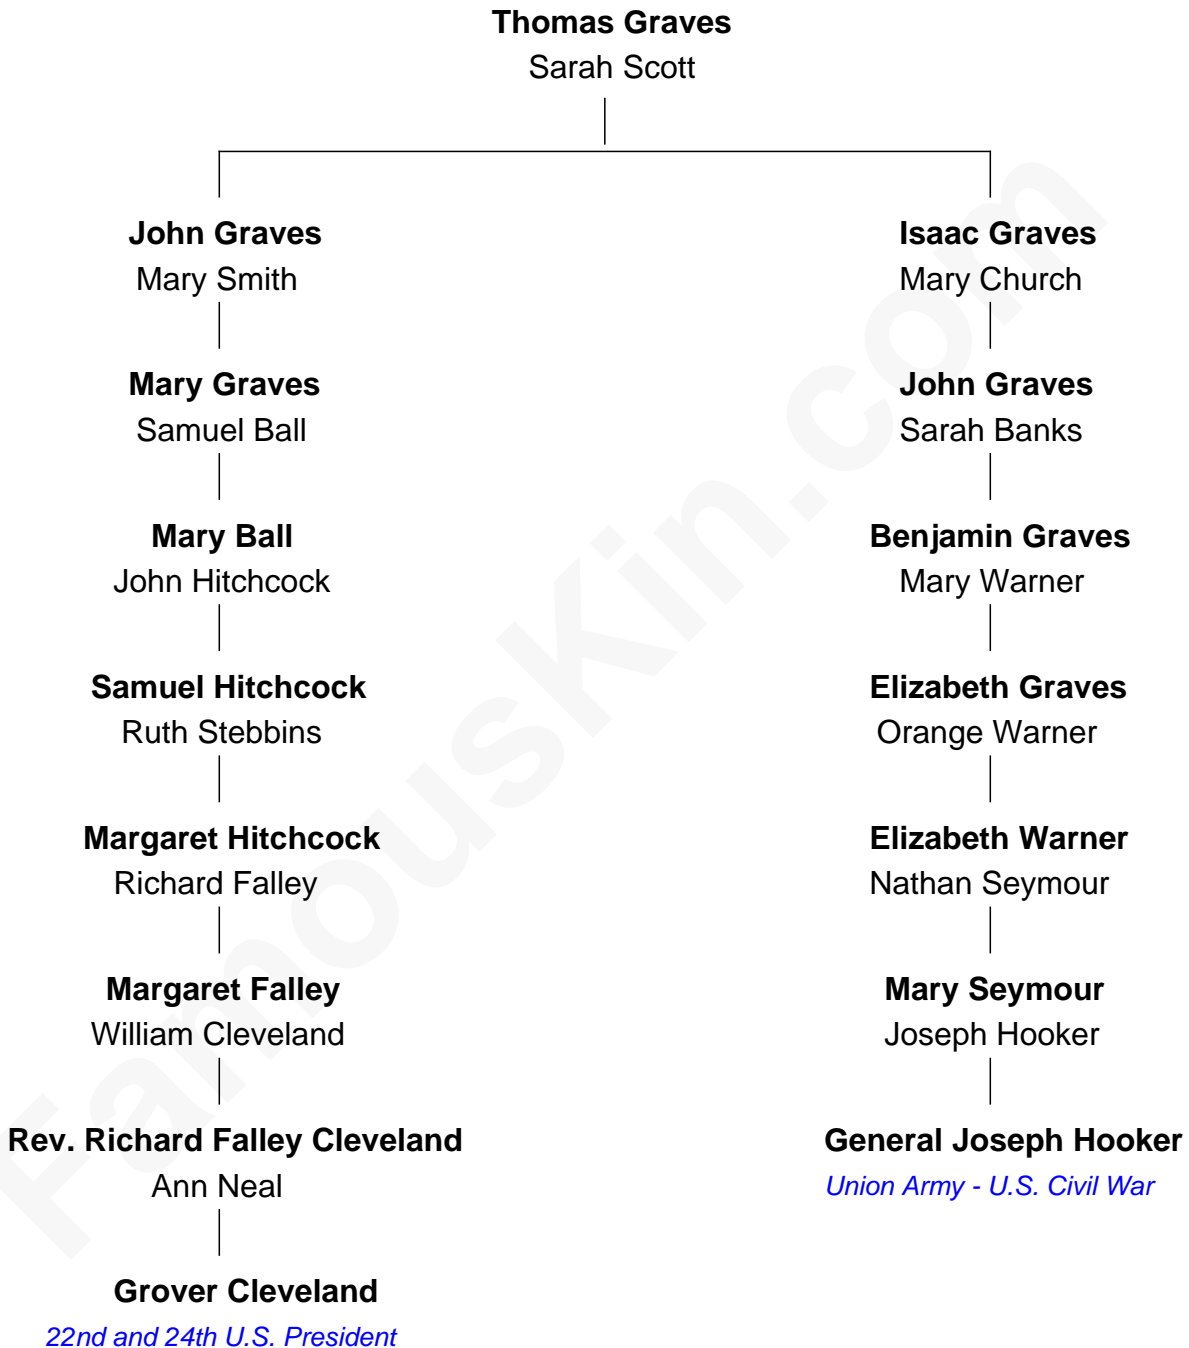 Thomas Graves
Sarah Scott
John Graves
Mary Smith
Mary Graves
Samuel Ball
Mary Ball
John Hitchcock
Samuel Hitchcock
Ruth Stebbins
Margaret Hitchcock
Richard Falley
Margaret Falley
William Cleveland
Rev. Richard Falley Cleveland
Ann Neal
Grover Cleveland
22nd and 24th U.S. President
Isaac Graves
Mary Church
John Graves
Sarah Banks
Benjamin Graves
Mary Warner
Elizabeth Graves
Orange Warner
Elizabeth Warner
Nathan Seymour
Mary Seymour
Joseph Hooker
General Joseph Hooker
Union Army - U.S. Civil War
FamousKin.com